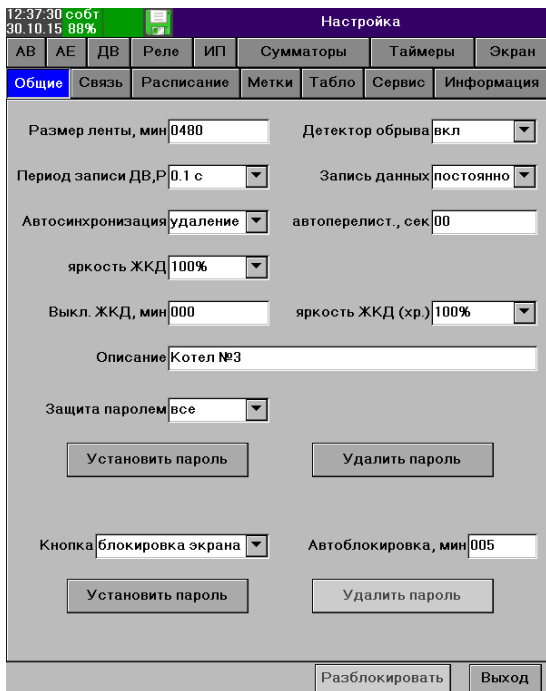 12:37:30 собт
30.10.15 88%
Настройка
АВ АЕ ДВ Реле ИП Сумматоры Таймеры Экран
Общие Связь Расписание Метки Табло Сервис Информация
Размер ленты, мин 0480 Детектор обрыва вкл
Период записи ДВ,Р 0.1 с Запись данных постоянно
Автосинхронизация удаление автоперелист., сек 00
яркость ЖКД 100%
Выкл. ЖКД, мин 000 яркость ЖКД (хр.) 100%
Описание Котел №3
Защита паролем все
Установить пароль Удалить пароль
Кнопка блокировка экрана Автоблокировка, мин 005
Установить пароль Удалить пароль
Разблокировать Выход